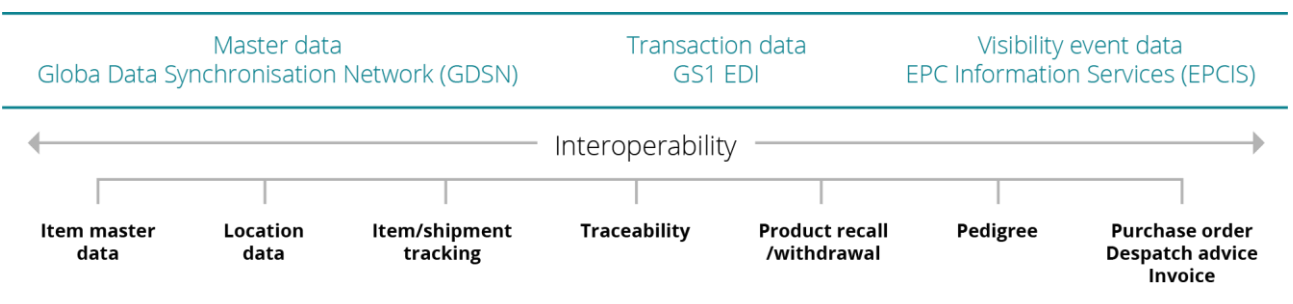 Master data
Globa Data Synchronisation Network (GDSN)
Transaction data
GS1 EDI
Visibility event data
EPC Information Services (EPCIS)
Interoperability
Item master
data
Location
data
Item/shipment
tracking
Traceability
Product recall
/withdrawal
Pedigree
Purchase order
Despatch advice
Invoice